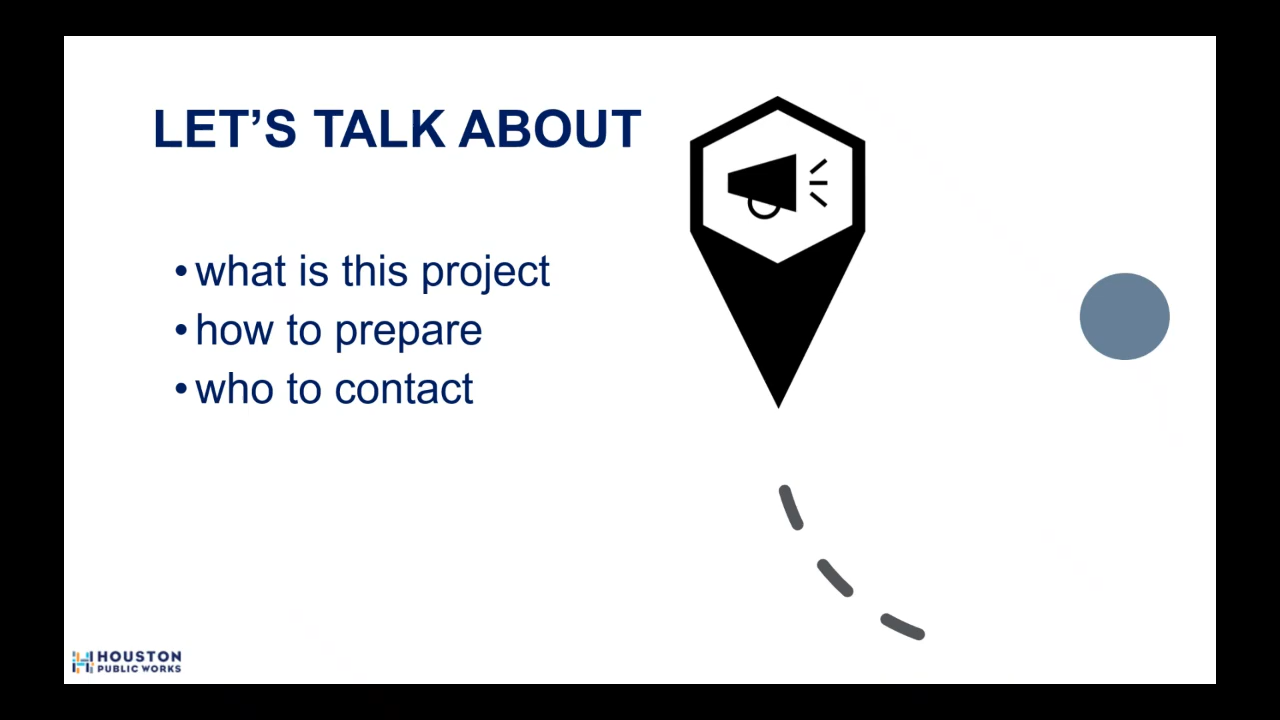 LET’S TALK ABOUT
•what is this project
•how to prepare
•who to contact
HOUSTON
PUBLIC WORKS